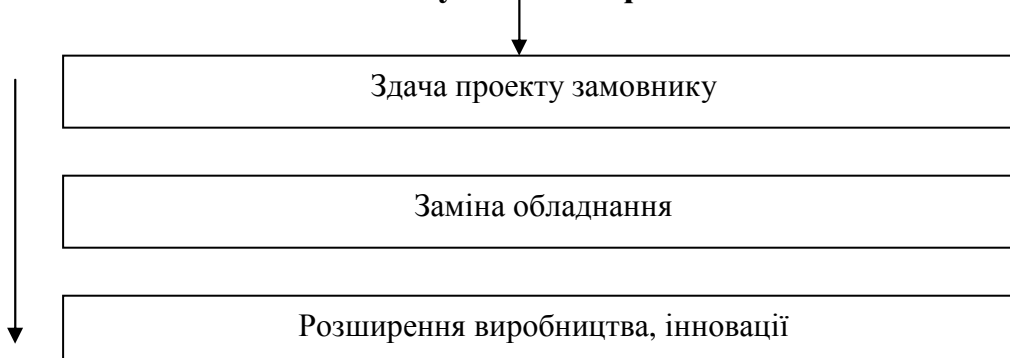 Здача проекту замовнику
Заміна обладнання
Розширення виробництва, інновації